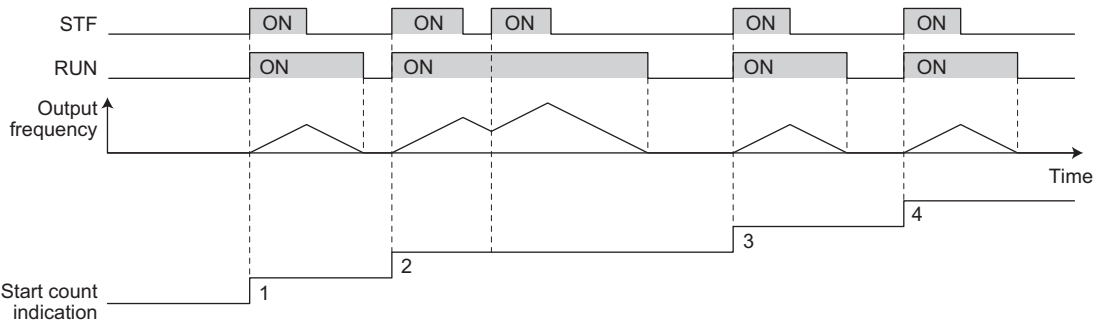 STF ON ON ON ON ON
RUN ON ON ON ON
Output
frequency
Time
4
3
2
1
Start count
indication